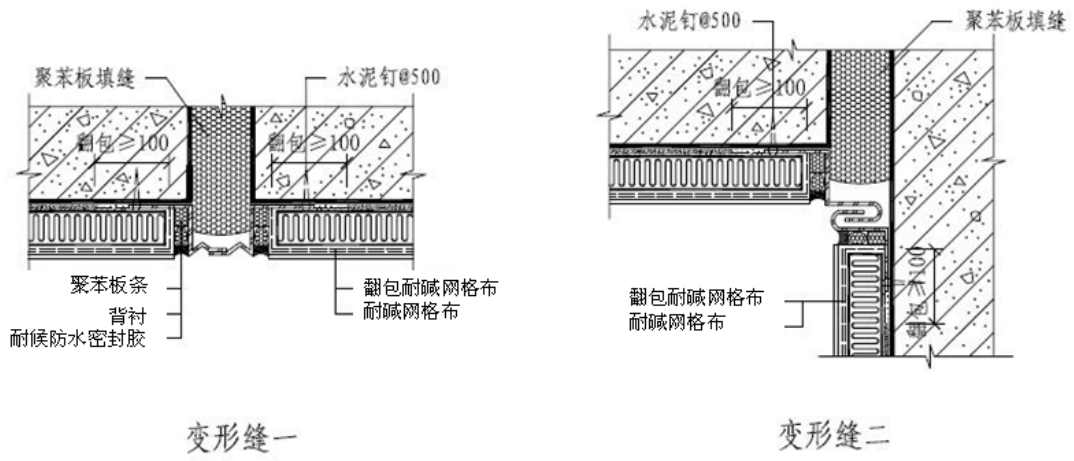 聚苯板填缝
水泥钉@500
翻包≥100
翻包≥100
聚苯板条
背衬
耐候防水密封胶
翻包耐碱网格布
耐碱网格布
变形缝一
水泥钉@500
聚苯板填缝
翻包≥100
翻包≥100
翻包耐碱网格布
耐碱网格布
变形缝二